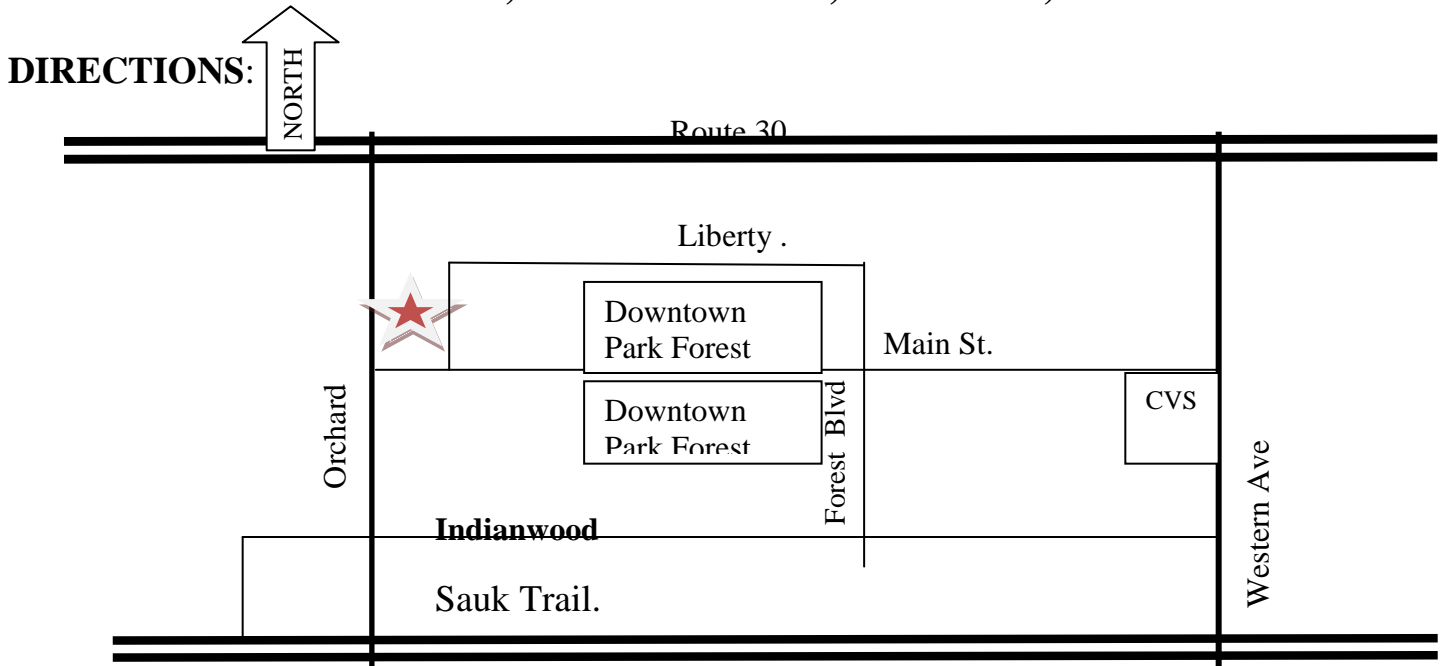 DIRECTIONS:
NORTH
Route 30
Liberty .
Downtown
Park Forest
Main St.
Orchard
Downtown
Park Forest
Forest Blvd
CVS
Western Ave
Indianwood
Sauk Trail.